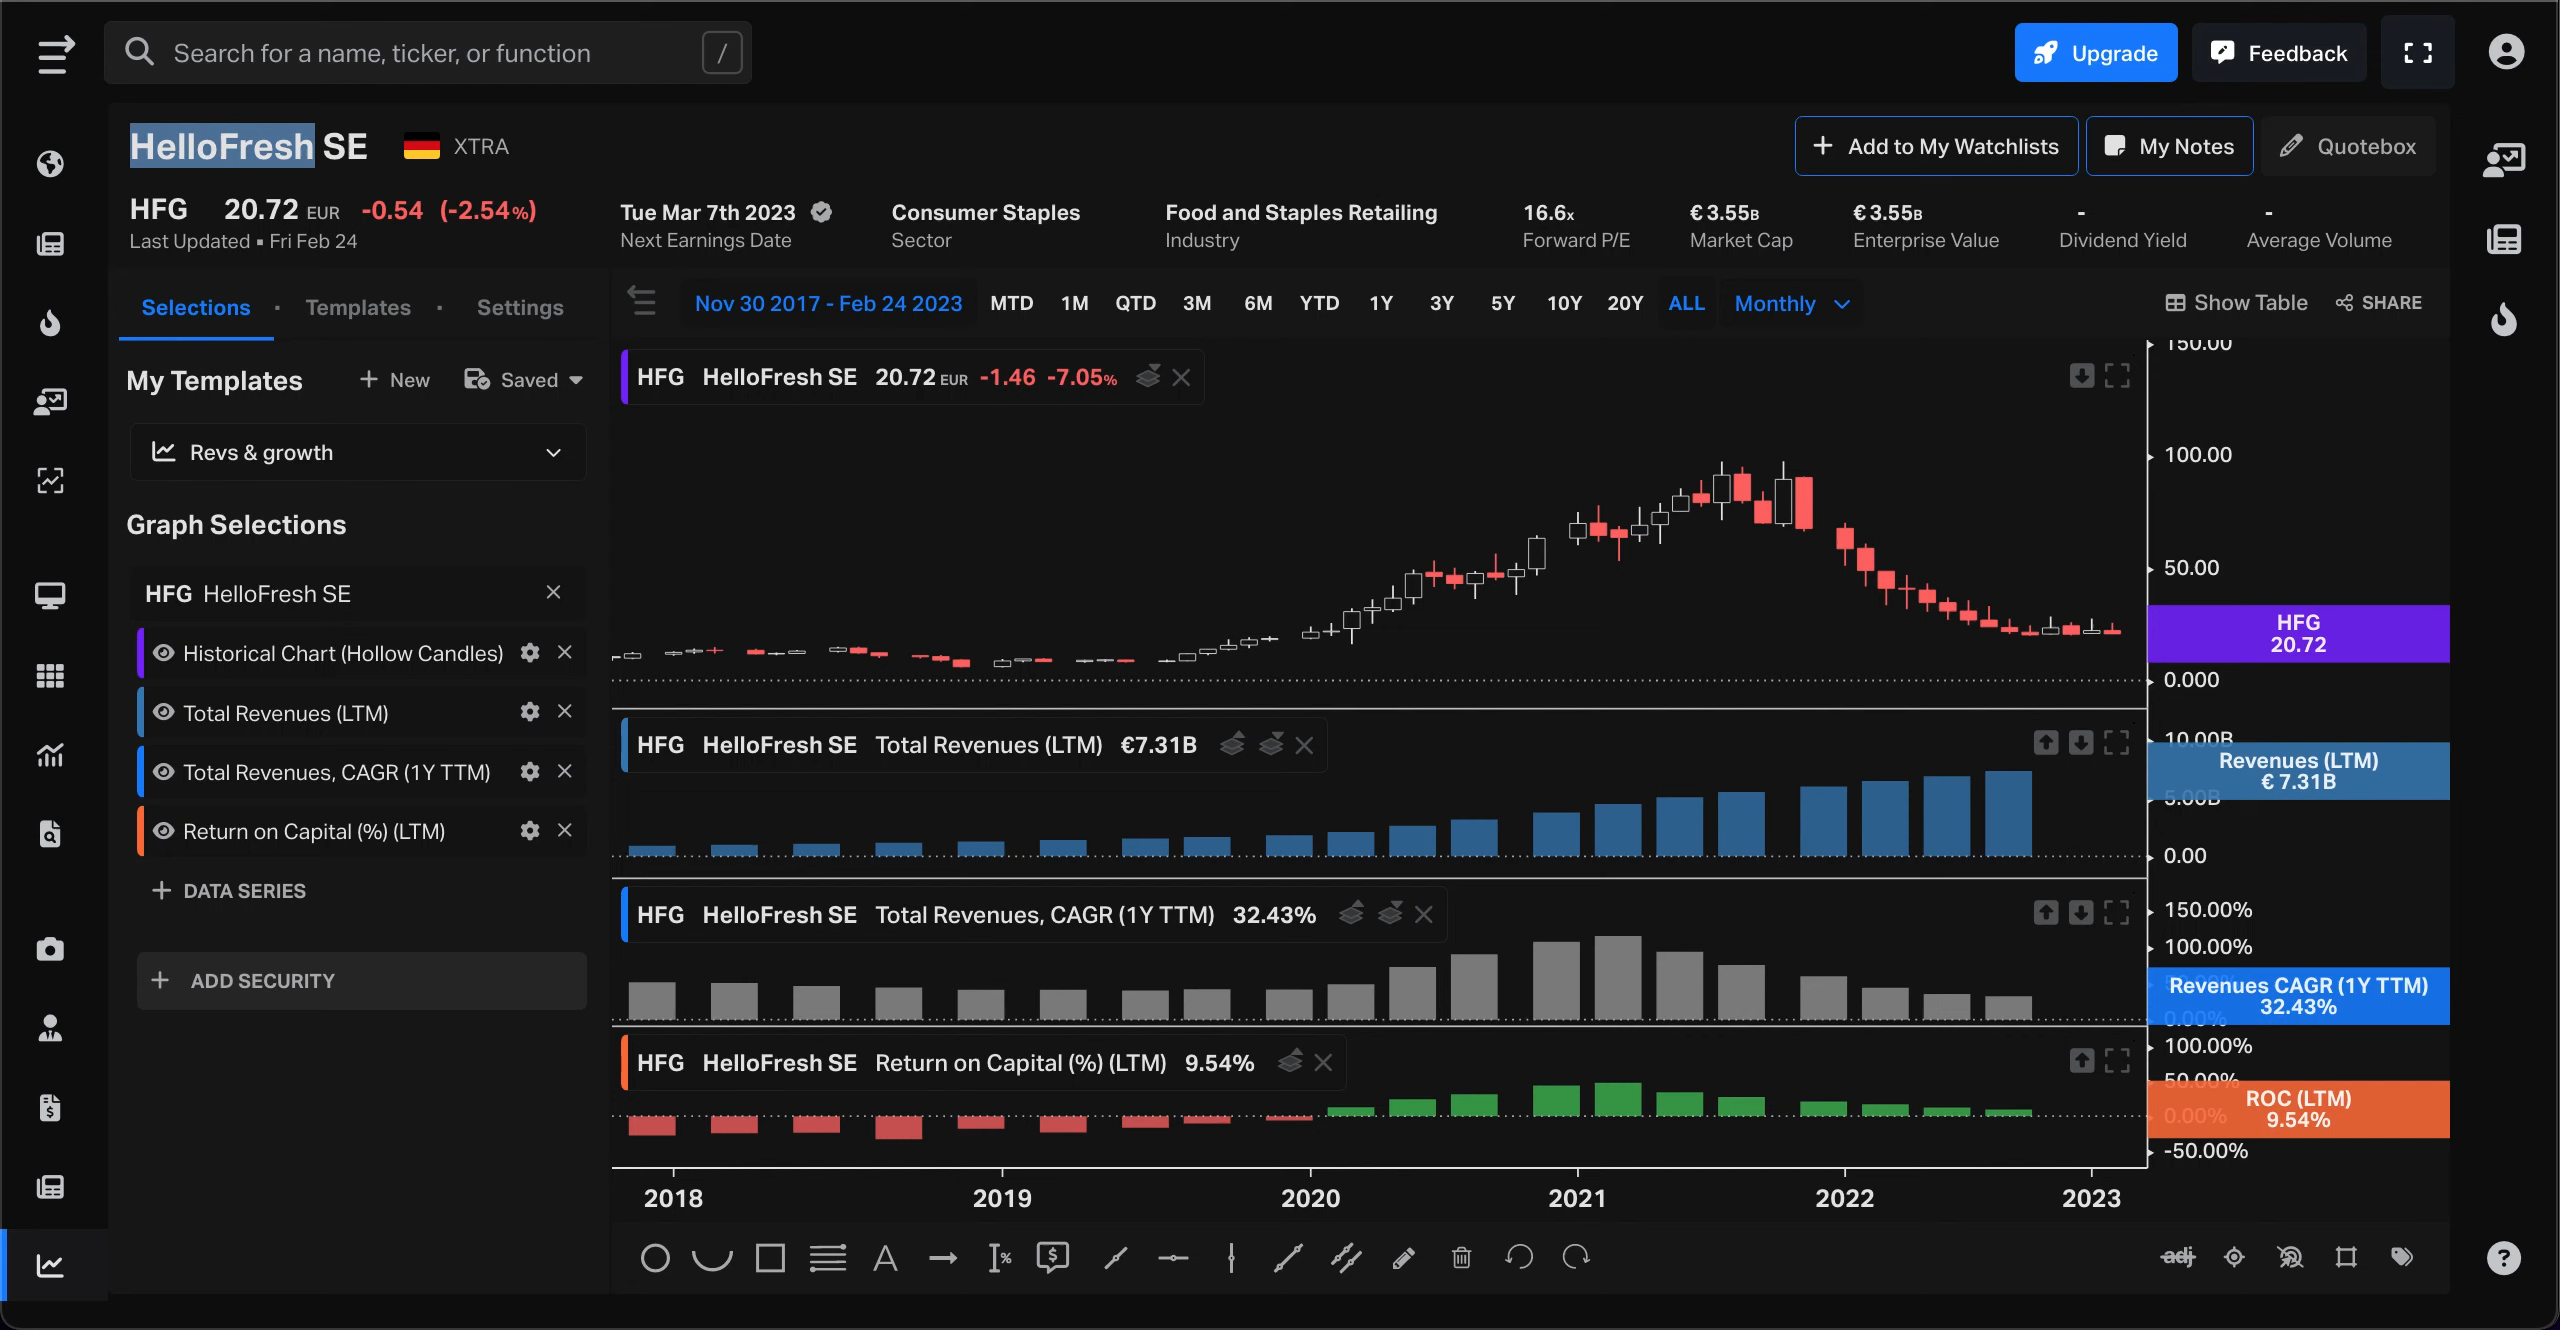 Search for a name, ticker, or function /
Upgrade
Feedback
HelloFresh SE XTRA
Add to My Watchlists
My Notes
Quotebox
HFG 20.72 EUR -0.54 (-2.54%)
Last Updated ▪ Fri Feb 24
Tue Mar 7th 2023
Next Earnings Date
Consumer Staples
Sector
Food and Staples Retailing
Industry
16.6x
Forward P/E
€ 3.55B
Market Cap
€ 3.55B
Enterprise Value
-
Dividend Yield
-
Average Volume
Selections · Templates · Settings
My Templates + New Saved
Revs & growth
Graph Selections
HFG HelloFresh SE
Historical Chart (Hollow Candles)
Total Revenues (LTM)
Total Revenues, CAGR (1Y TTM)
Return on Capital (%) (LTM)
+ DATA SERIES
+ ADD SECURITY
Nov 30 2017 - Feb 24 2023 MTD 1M QTD 3M 6M YTD 1Y 3Y 5Y 10Y 20Y ALL Monthly
Show Table SHARE
HFG HelloFresh SE 20.72 EUR -1.46 -7.05%
150.00
100.00
50.00
HFG
20.72
0.000
HFG HelloFresh SE Total Revenues (LTM) €7.31B
10.00B
Revenues (LTM)
€ 7.31B
5.00B
0.00
HFG HelloFresh SE Total Revenues, CAGR (1Y TTM) 32.43%
150.00%
100.00%
50.00%
Revenues CAGR (1Y TTM)
32.43%
0.00%
HFG HelloFresh SE Return on Capital (%) (LTM) 9.54%
100.00%
50.00%
ROC (LTM)
9.54%
0.00%
-50.00%
2018 2019 2020 2021 2022 2023
A
%
$
adj
?